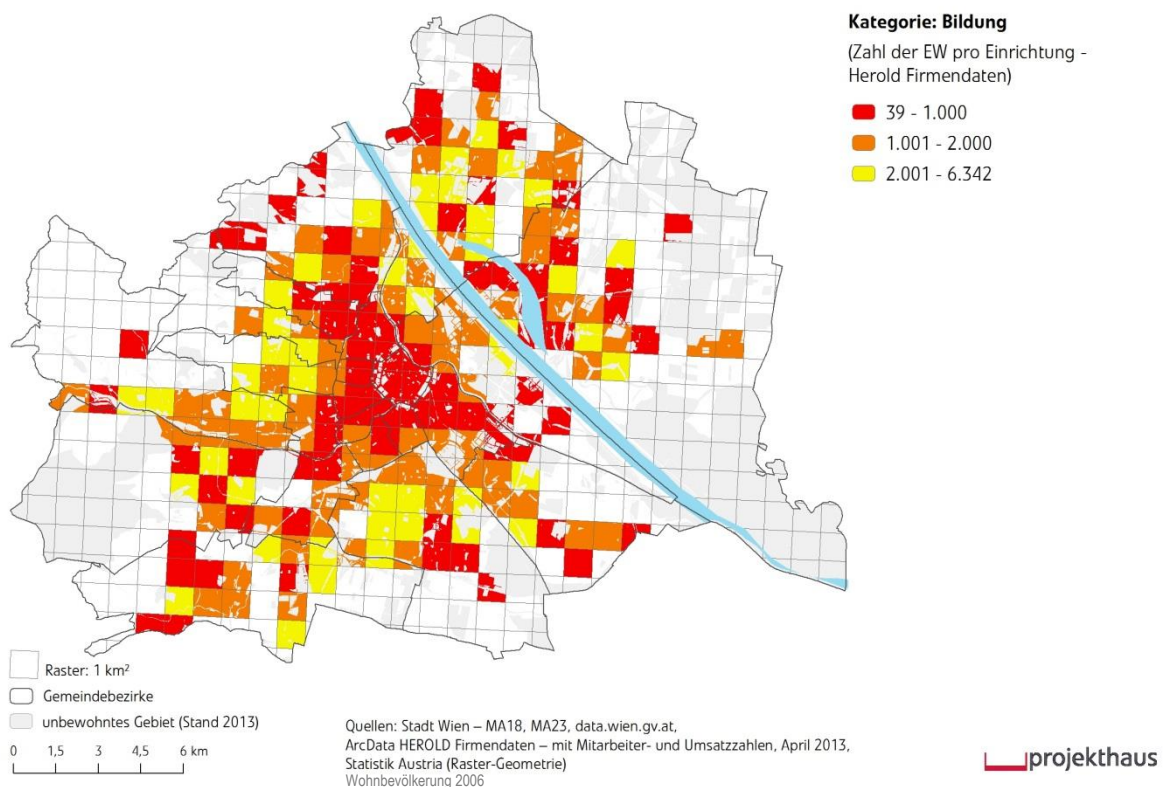 Kategorie: Bildung
(Zahl der EW pro Einrichtung -
Herold Firmendaten)
39 - 1.000
1.001 - 2.000
2.001 - 6.342
Raster: 1 km²
Gemeindebezirke
unbewohntes Gebiet (Stand 2013)
0 1,5 3 4,5 6 km
Quellen: Stadt Wien – MA18, MA23, data.wien.gv.at,
ArcData HEROLD Firmendaten – mit Mitarbeiter- und Umsatzzahlen, April 2013,
Statistik Austria (Raster-Geometrie)
Wohnbevölkerung 2006
projekthaus